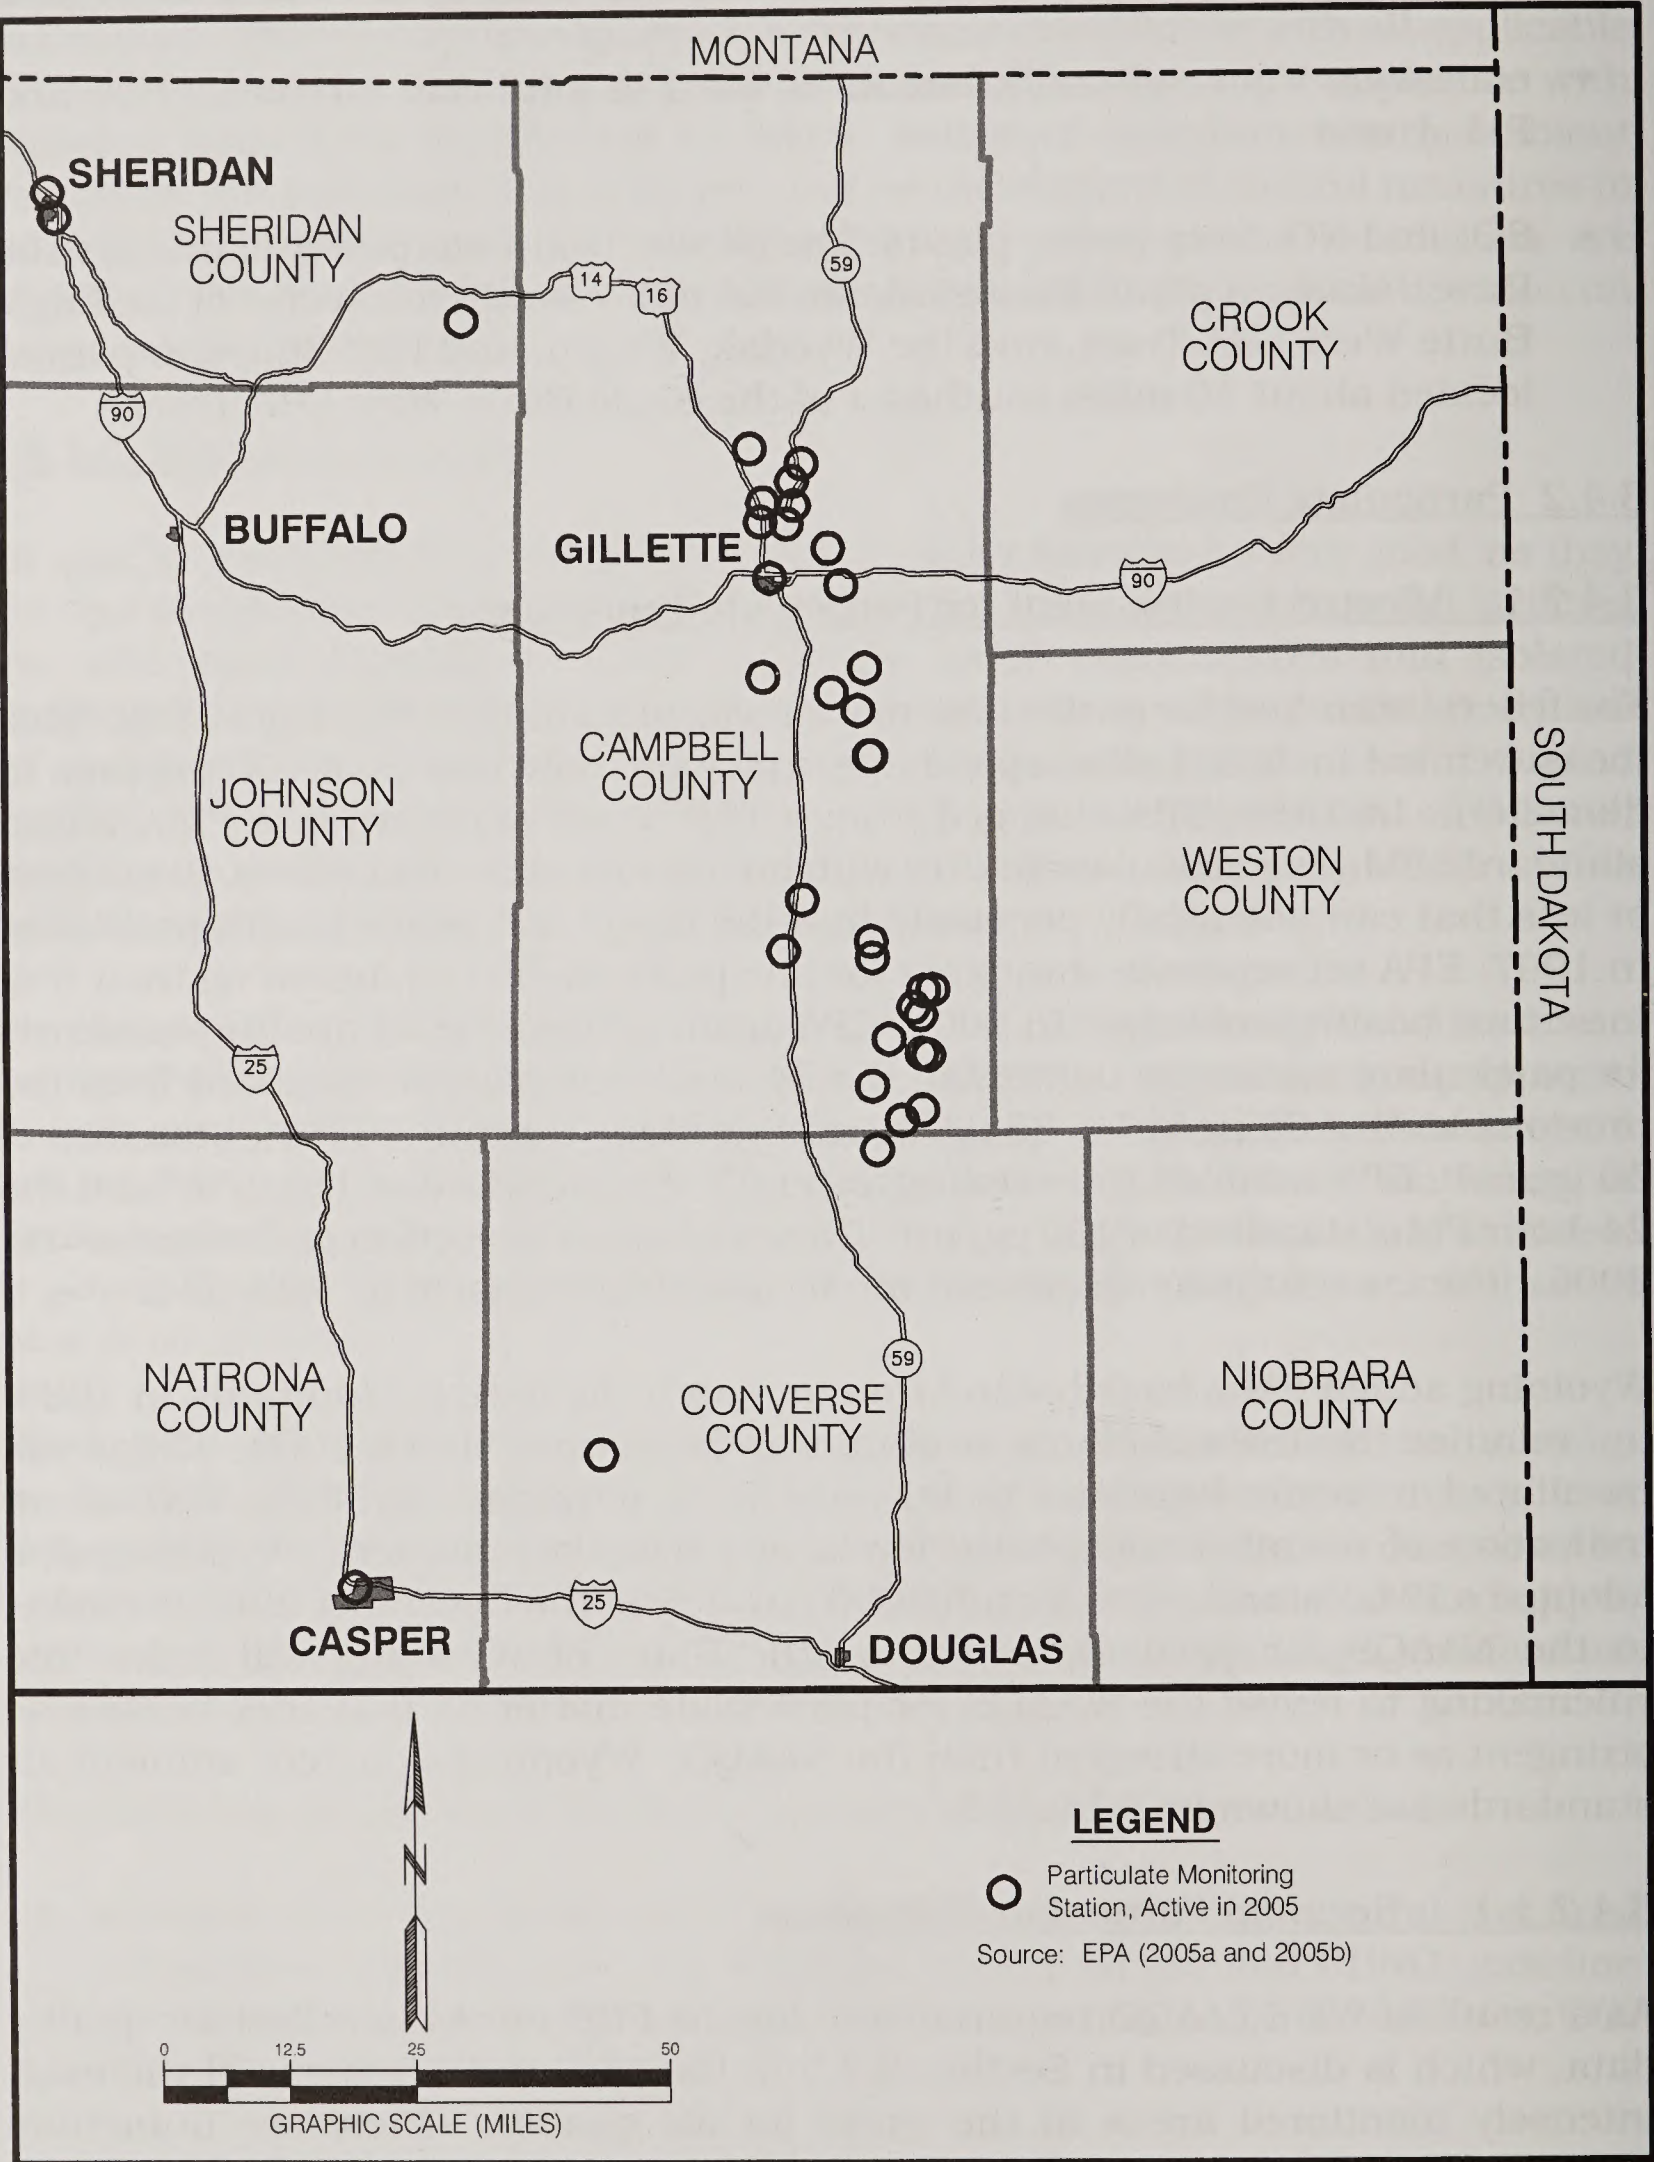 MONTANA
SHERIDAN
SHERIDAN
COUNTY
14
16
59
CROOK
COUNTY
90
BUFFALO
GILLETTE
90
CAMPBELL
COUNTY
JOHNSON
COUNTY
WESTON
COUNTY
SOUTH DAKOTA
25
NATRONA
COUNTY
59
CONVERSE
COUNTY
NIOBRARA
COUNTY
25
CASPER
DOUGLAS
N
LEGEND
Particulate Monitoring
Station, Active in 2005
Source: EPA (2005a and 2005b)
0 12.5 25 50
GRAPHIC SCALE (MILES)